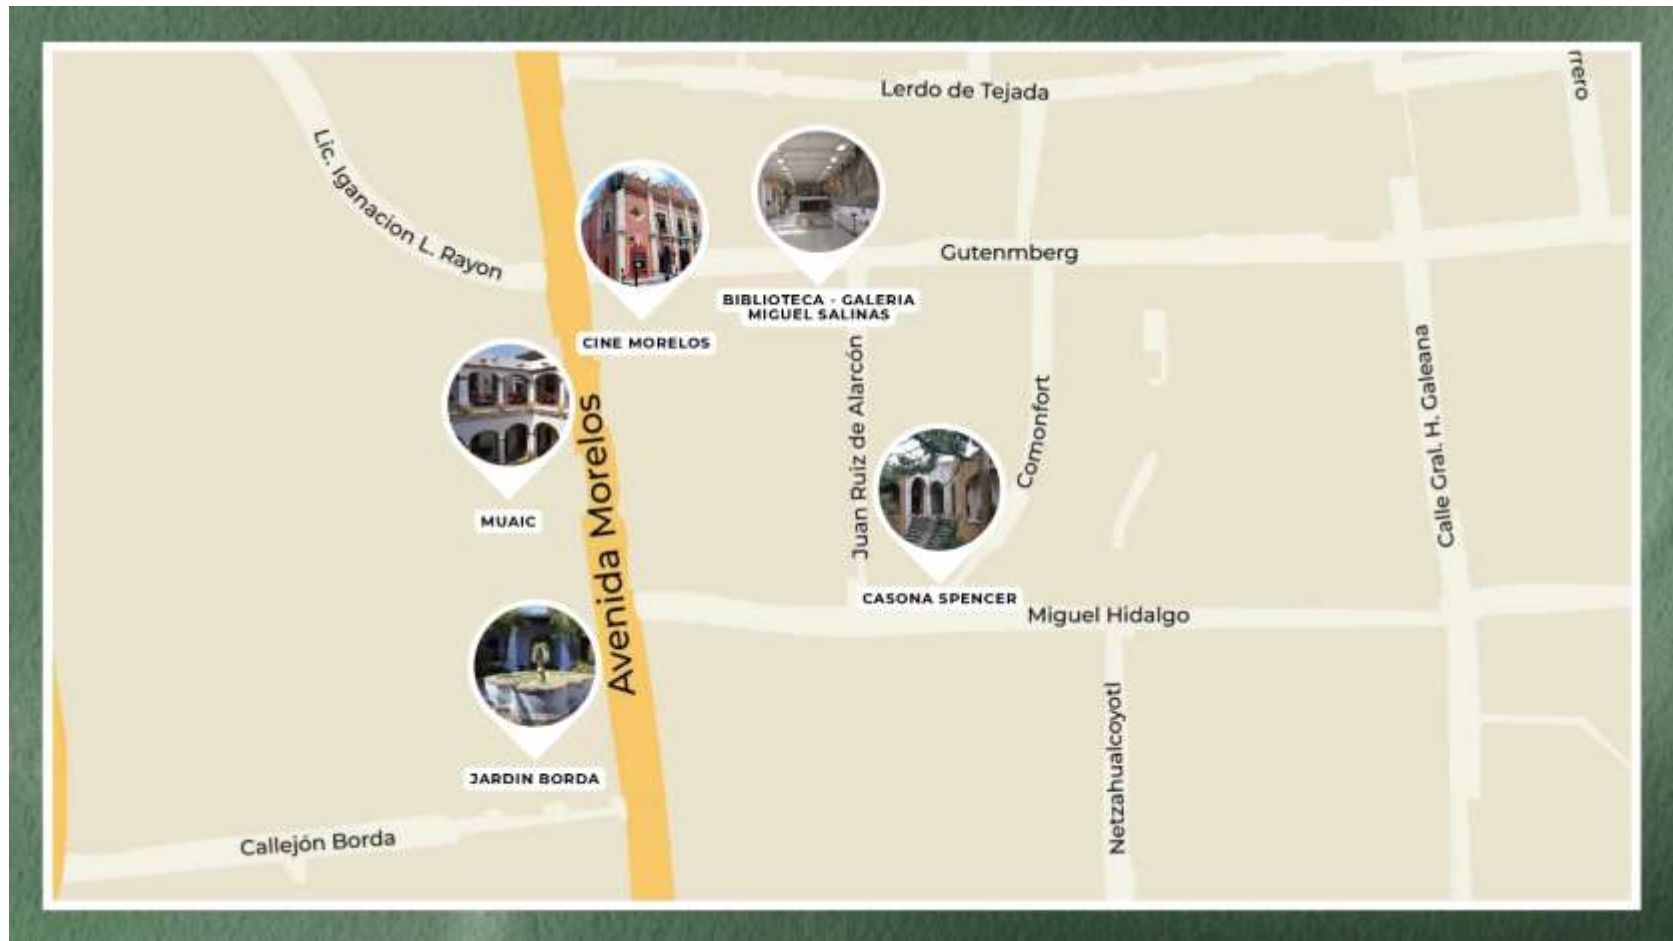 Lerdo de Tejada
rrero
Lic. Iganacion L. Rayon
Gutenmberg
BIBLIOTECA - GALERIA
MIGUEL SALINAS
CINE MORELOS
Juan Ruiz de Alarcón
Comonfort
Calle Gral. H. Galeana
Avenida Morelos
MUAIC
CASONA SPENCER
Miguel Hidalgo
JARDIN BORDA
Netzahualcoyotl
Callejón Borda